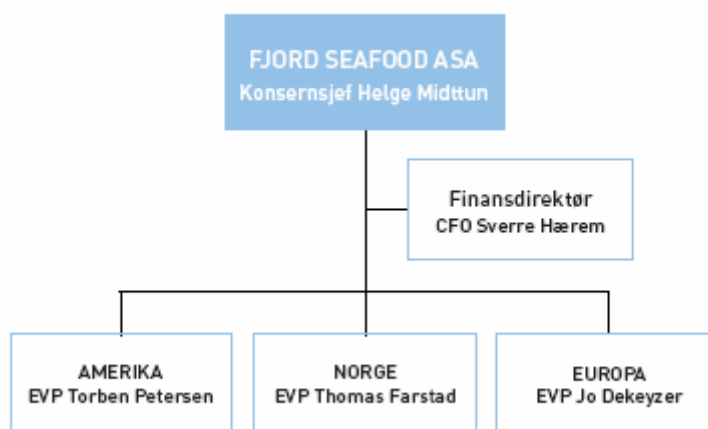 FJORD SEAFOOD ASA
Konsernsjef Helge Midttun
Finansdirektør
CFO Sverre Hærem
AMERIKA
EVP Torben Petersen
NORGE
EVP Thomas Farstad
EUROPA
EVP Jo Dekeyzer